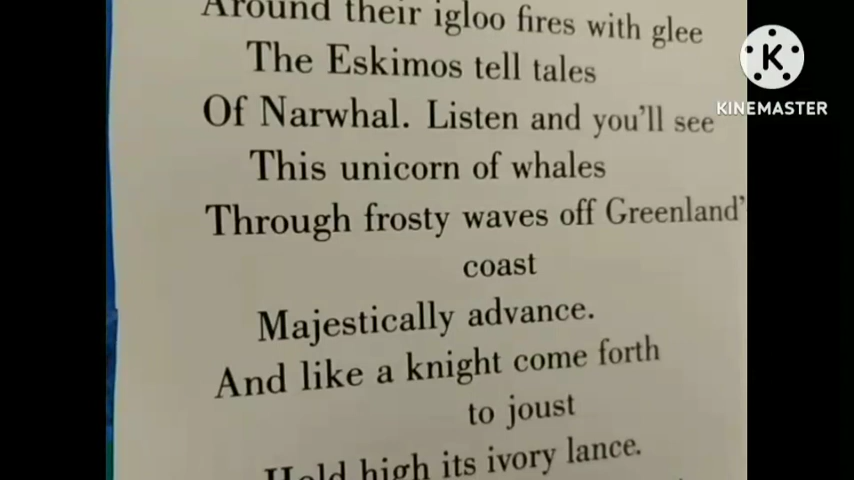 Around their igloo fires with glee
The Eskimos tell tales
Of Narwhal. Listen and you'll see
This unicorn of whales
Through frosty waves off Greenland'
coast
Majestically advance.
And like a knight come forth
to joust
Hold high its ivory lance.
K
KINEMASTER